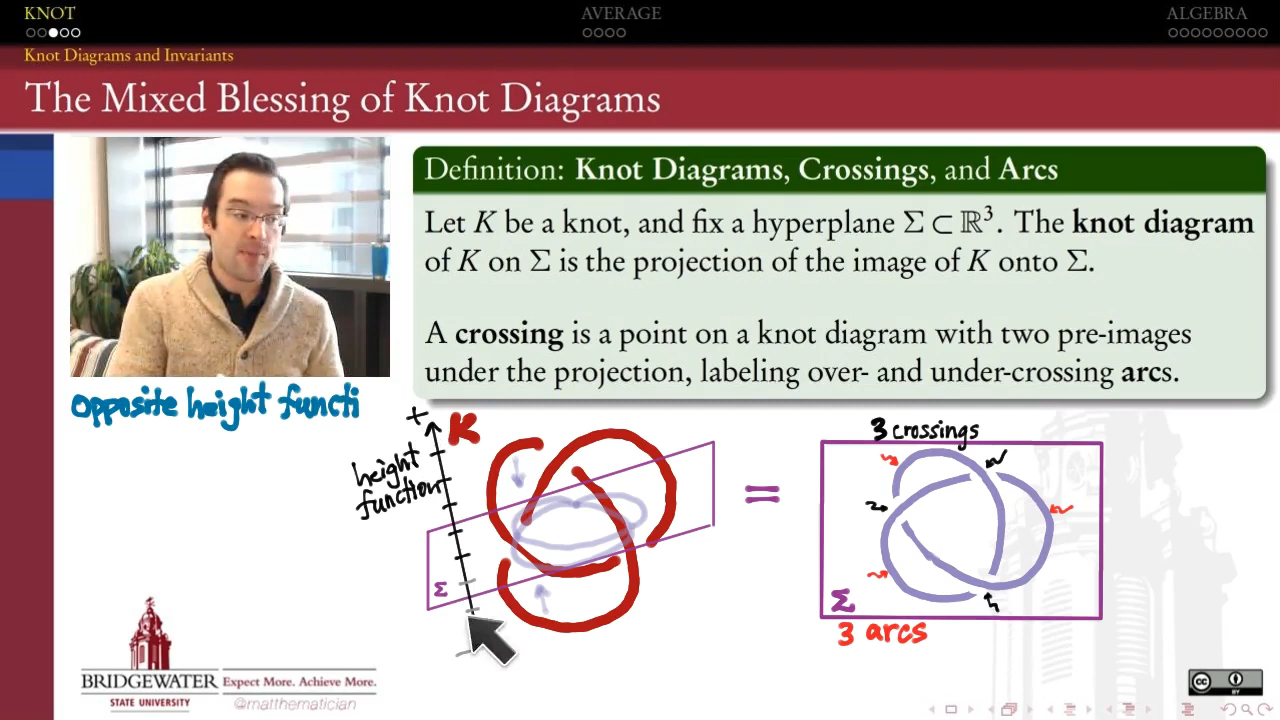 KNOT
AVERAGE
ALGEBRA
Knot Diagrams and Invariants
The Mixed Blessing of Knot Diagrams
Definition: Knot Diagrams, Crossings, and Arcs
Let K be a knot, and fix a hyperplane Σ ⊂ ℝ³. The knot diagram
of K on Σ is the projection of the image of K onto Σ.
A crossing is a point on a knot diagram with two pre-images
under the projection, labeling over- and under-crossing arcs.
Opposite height functi
+
K
height
function
Σ
=
3 crossings
Σ
3 arcs
BRIDGEWATER
STATE UNIVERSITY
Expect More. Achieve More.
@matthematician
cc